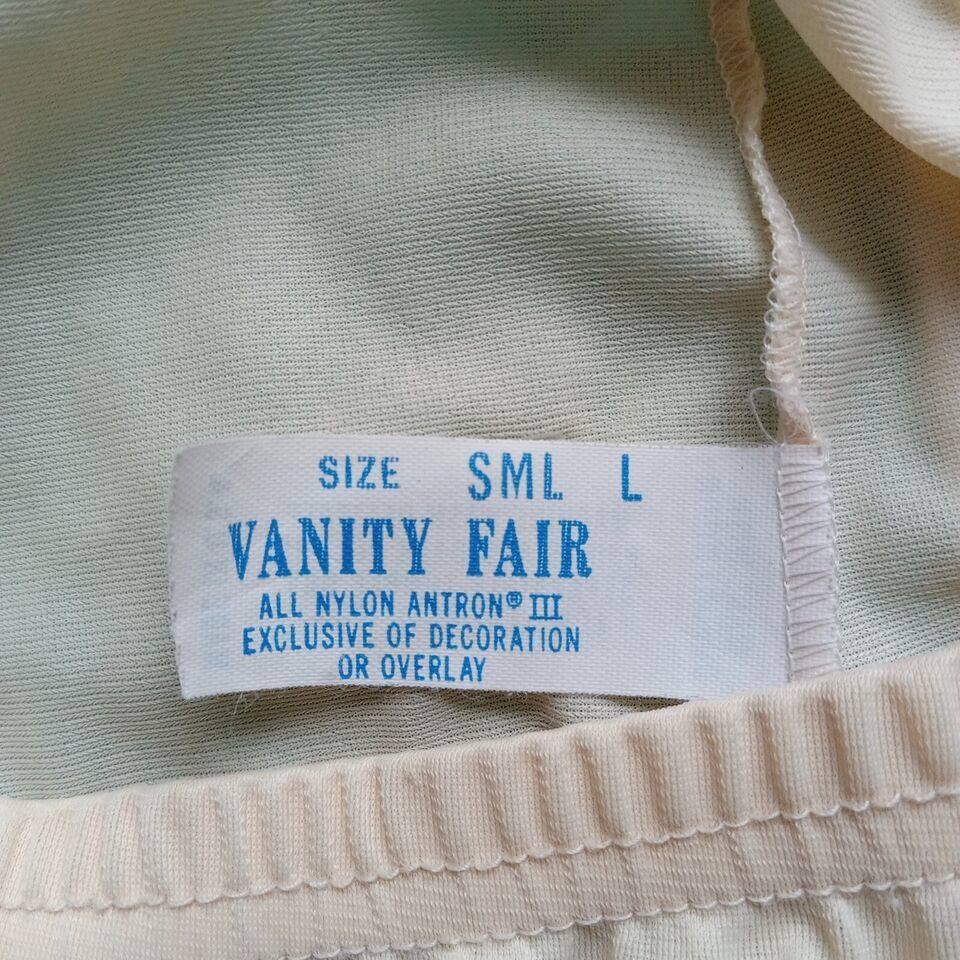 SIZE SML L
VANITY FAIR
ALL NYLON ANTRON® III
EXCLUSIVE OF DECORATION
OR OVERLAY